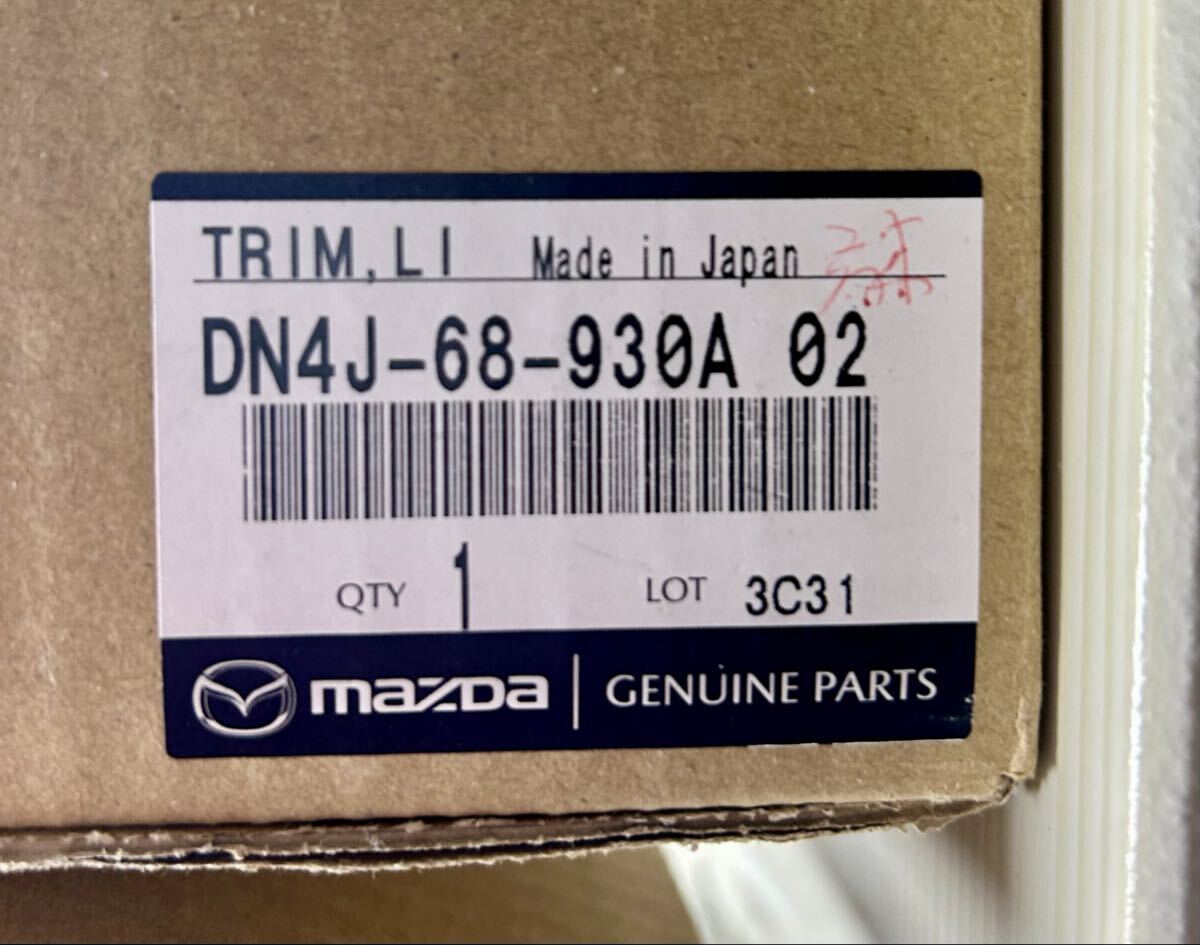 TRIM, LI Made in Japan
DN4J-68-930A 02
QTY 1 LOT 3C31
mazda GENUINE PARTS